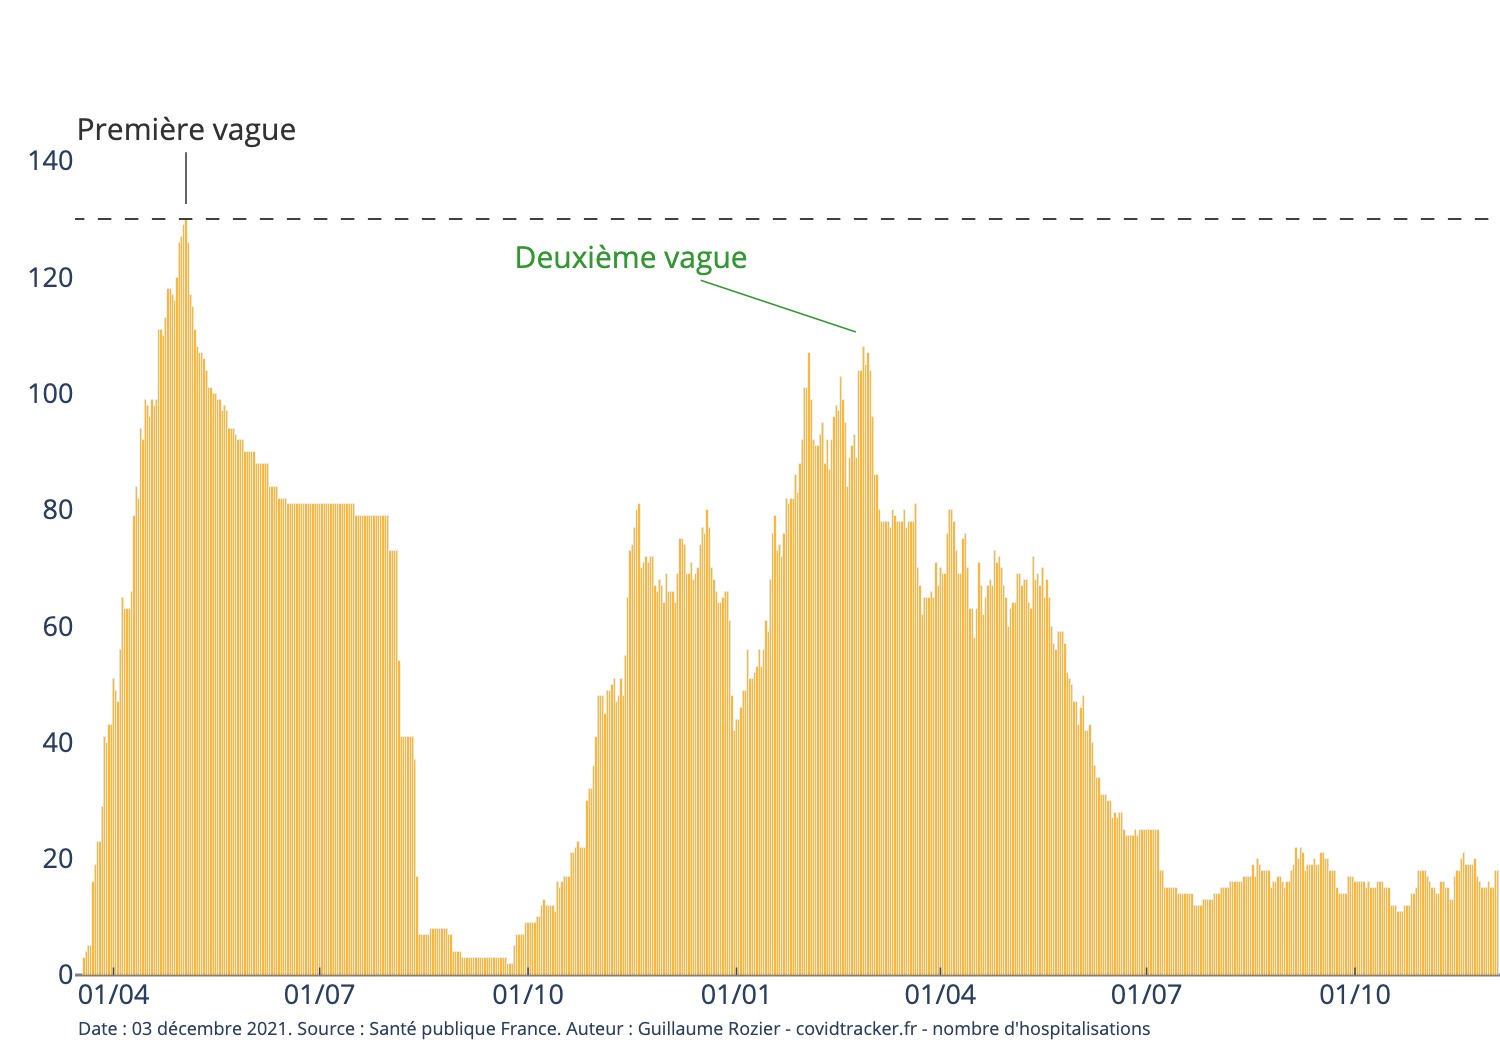 Première vague
140
Deuxième vague
120
100
80
60
40
20
0
01/04 01/07 01/10 01/01 01/04 01/07 01/10
Date : 03 décembre 2021. Source : Santé publique France. Auteur : Guillaume Rozier - covidtracker.fr - nombre d'hospitalisations